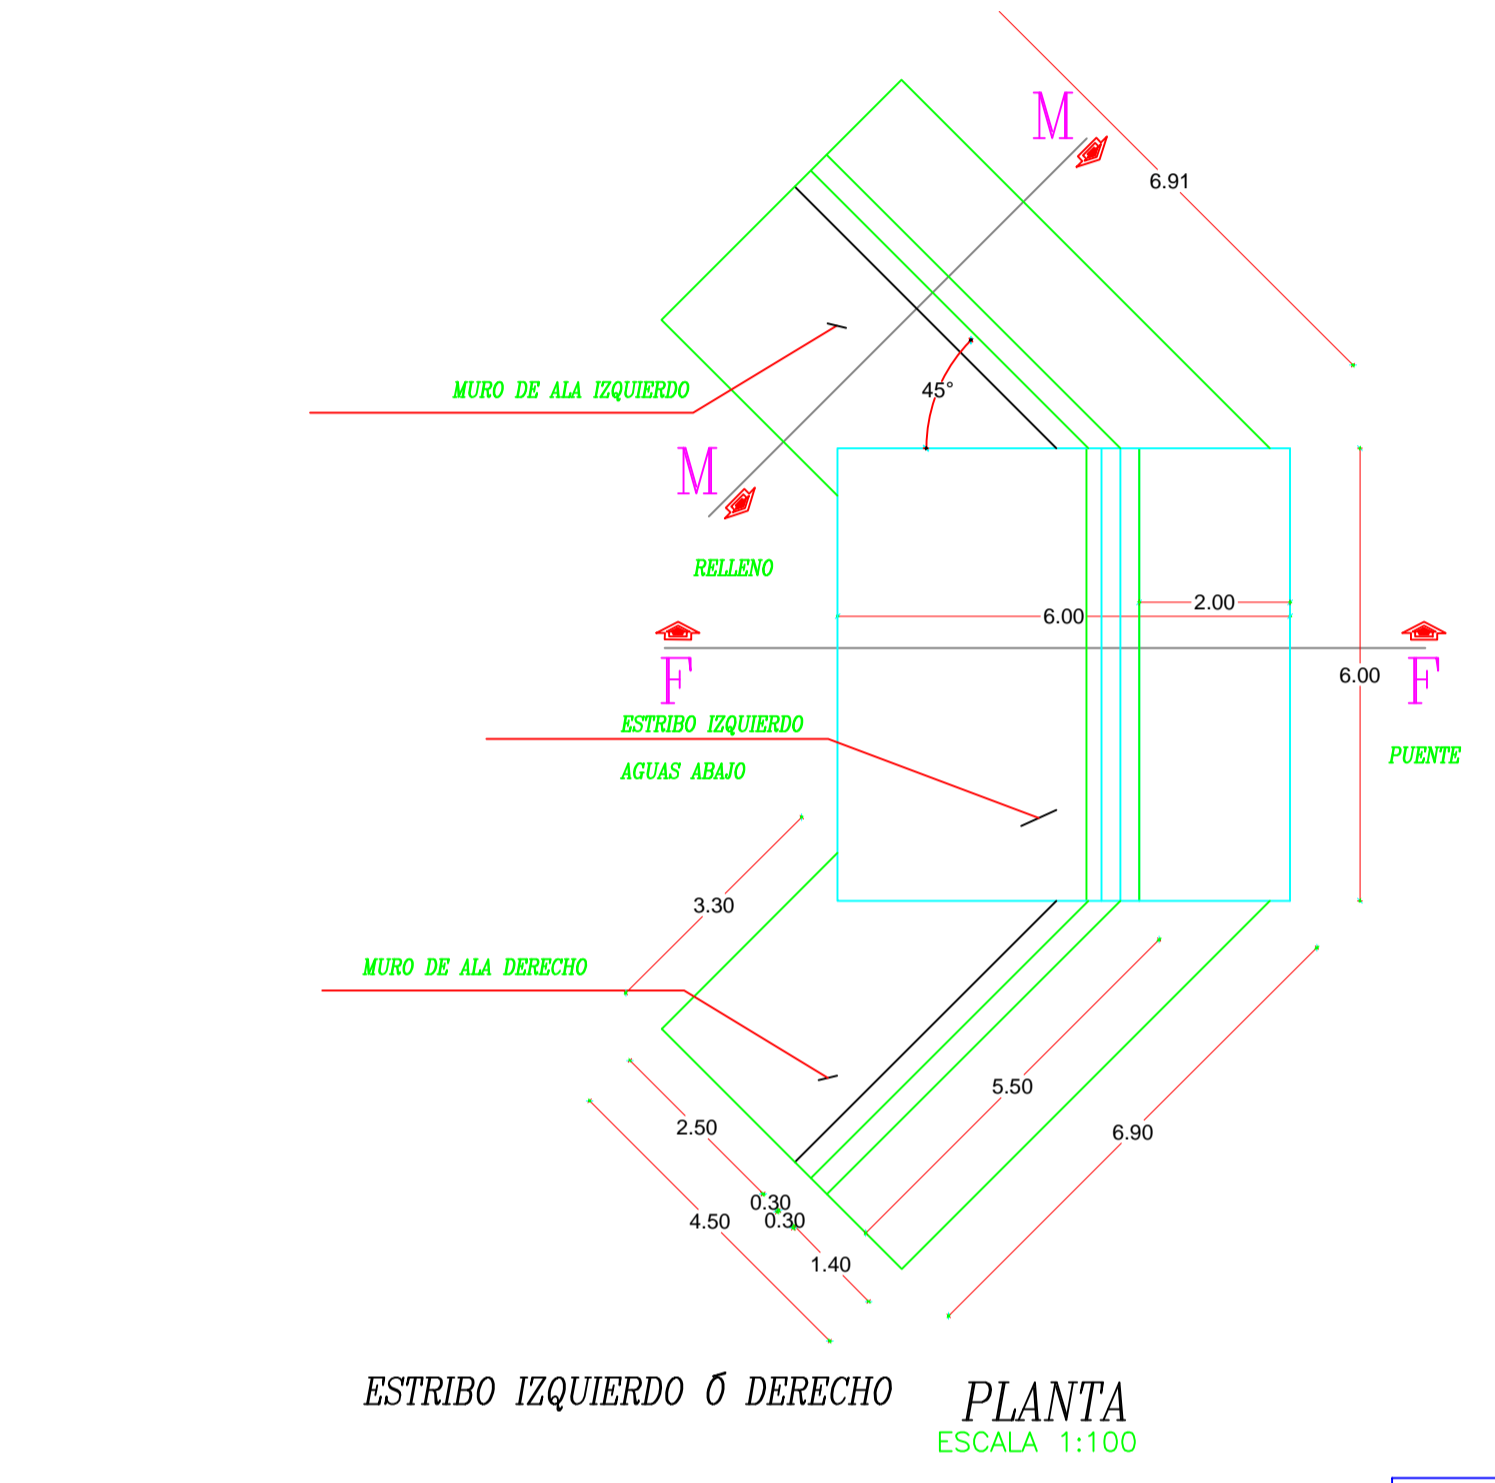 M
6.91
45°
MURO DE ALA IZQUIERDO
M
RELLENO
2.00
6.00
F
F
6.00
ESTRIBO IZQUIERDO
AGUAS ABAJO
PUENTE
3.30
MURO DE ALA DERECHO
5.50
2.50
6.90
0.30
0.30
4.50
1.40
ESTRIBO IZQUIERDO Ó DERECHO
PLANTA
ESCALA 1:100